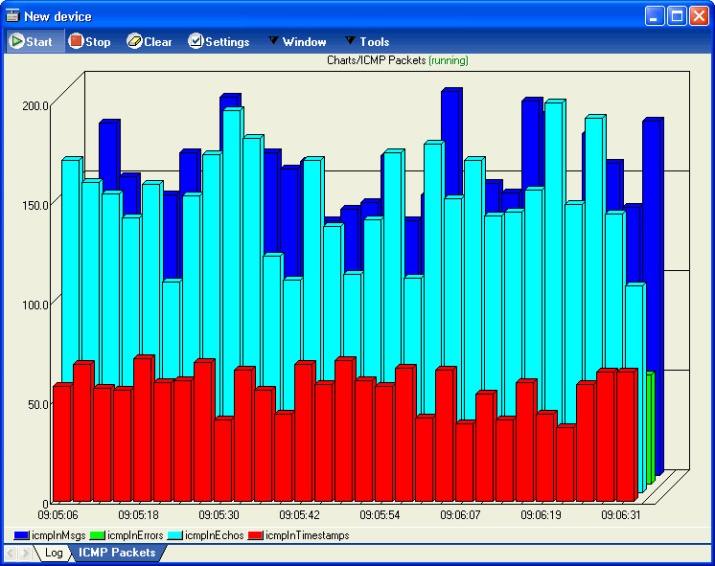 New device
Start Stop Clear Settings Window Tools
Charts/ICMP Packets (running)
200.0
150.0
100.0
50.0
0
09:05:06 09:05:18 09:05:30 09:05:42 09:05:54 09:06:07 09:06:19 09:06:31
icmpInMsgs icmpInErrors icmpInEchos icmpInTimestamps
Log ICMP Packets